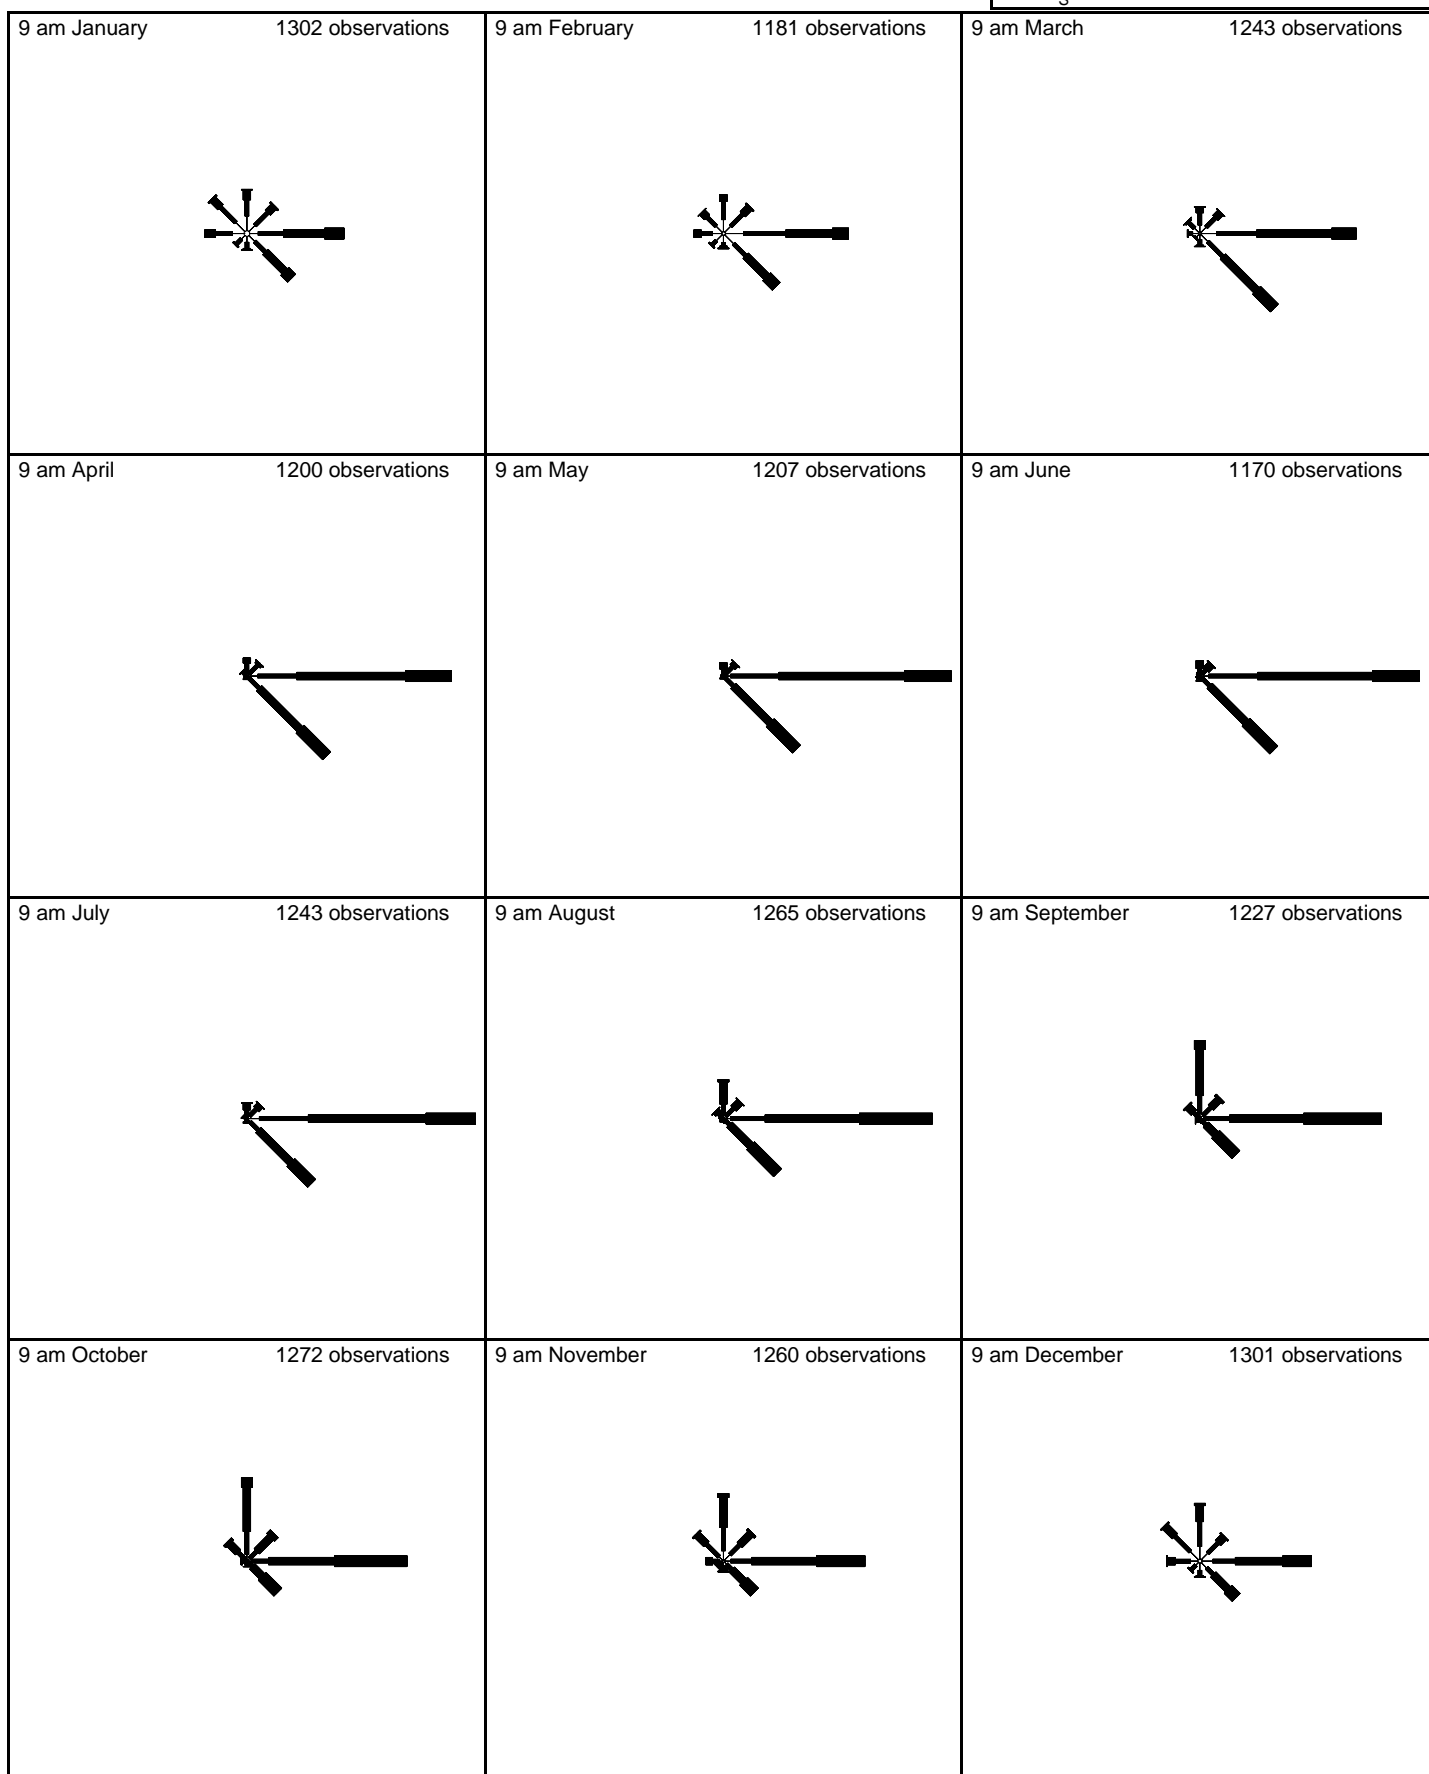 9 am January 1302 observations
9 am February 1181 observations
9 am March 1243 observations
9 am April 1200 observations
9 am May 1207 observations
9 am June 1170 observations
9 am July 1243 observations
9 am August 1265 observations
9 am September 1227 observations
9 am October 1272 observations
9 am November 1260 observations
9 am December 1301 observations